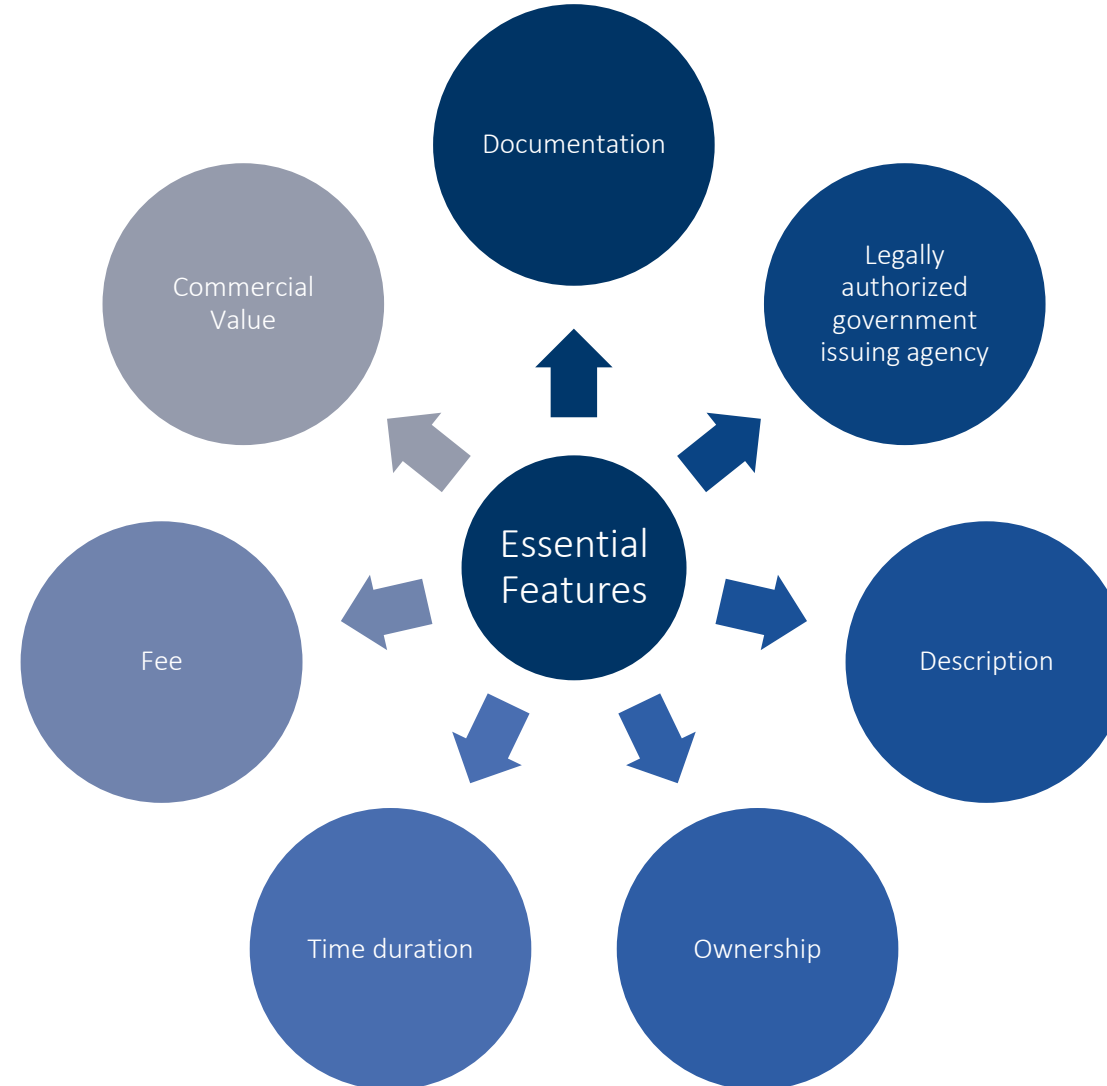 Documentation
Legally
authorized
government
issuing agency
Description
Ownership
Time duration
Fee
Commercial
Value
Essential
Features